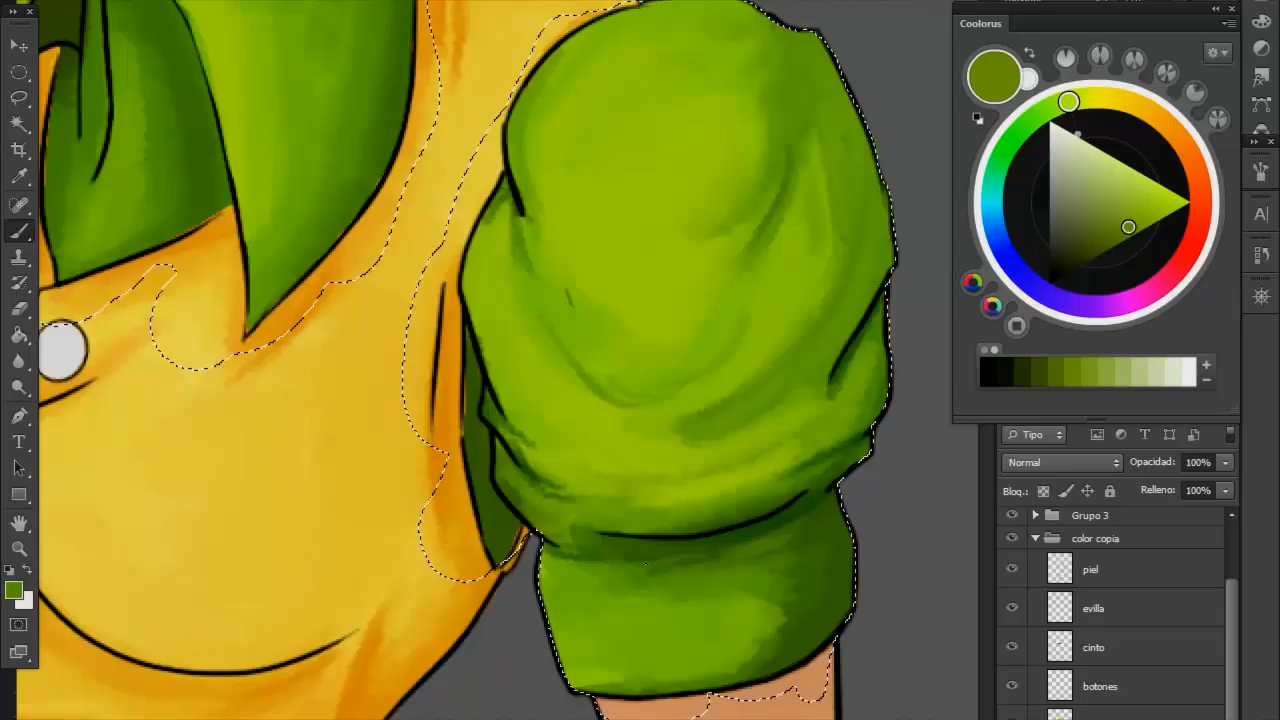 Coolorus
Tipo
Normal
Opacidad: 100%
Bloq.:
Relleno: 100%
Grupo 3
color copia
piel
evilla
cinto
botones